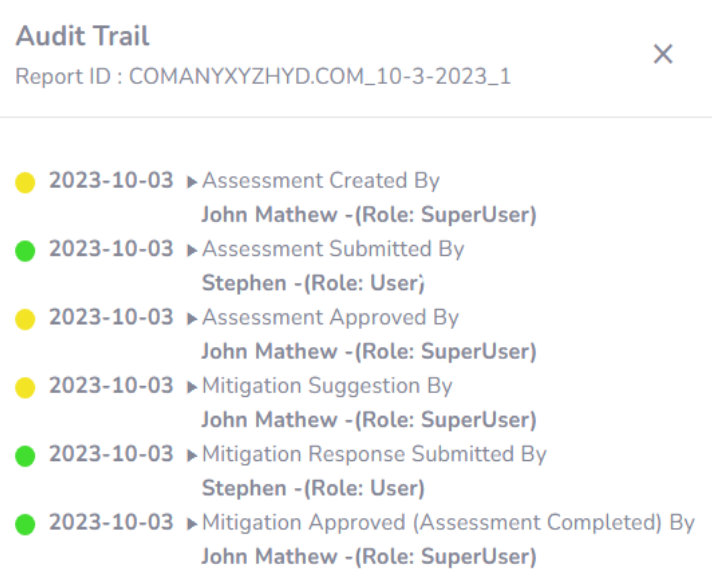 Audit Trail
Report ID : COMANYXYZHYD.COM_10-3-2023_1
2023-10-03 ▸Assessment Created By
John Mathew -(Role: SuperUser)
2023-10-03 ▸Assessment Submitted By
Stephen -(Role: User)
2023-10-03 ▸Assessment Approved By
John Mathew -(Role: SuperUser)
2023-10-03 ▸Mitigation Suggestion By
John Mathew -(Role: SuperUser)
2023-10-03 ▸Mitigation Response Submitted By
Stephen -(Role: User)
2023-10-03 ▸Mitigation Approved (Assessment Completed) By
John Mathew -(Role: SuperUser)